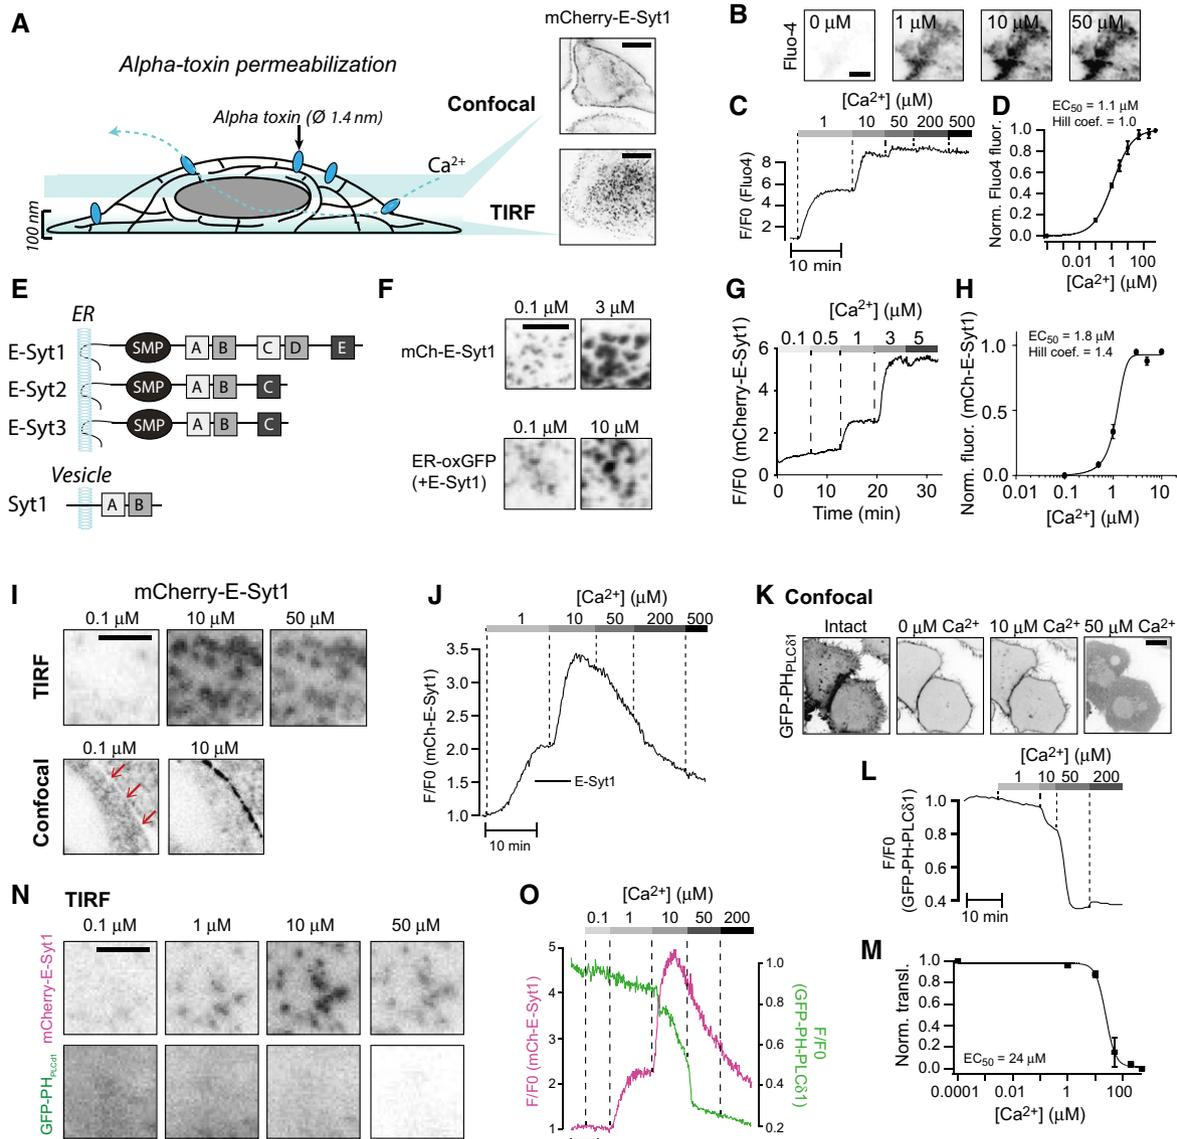 A
Alpha-toxin permeabilization
Alpha toxin (Ø 1.4 nm)
Ca2+
100 nm
Confocal
TIRF
mCherry-E-Syt1
B
Fluo-4
0 µM
1 µM
10 µM
50 µM
C
[Ca2+] (µM)
1 10 50 200 500
F/F0 (Fluo4)
8
6
4
2
10 min
D
EC50 = 1.1 µM
Hill coef. = 1.0
Norm. Fluo4 fluor.
1.0
0.8
0.6
0.4
0.2
0.0
0.01 1 100
[Ca2+] (µM)
E
ER
E-Syt1 SMP A B C D E
E-Syt2 SMP A B C
E-Syt3 SMP A B C
Vesicle
Syt1 A B
F
0.1 µM 3 µM
mCh-E-Syt1
0.1 µM 10 µM
ER-oxGFP
(+E-Syt1)
G
[Ca2+] (µM)
0.1 0.5 1 3 5
F/F0 (mCherry-E-Syt1)
6
4
2
0
0 10 20 30
Time (min)
H
EC50 = 1.8 µM
Hill coef. = 1.4
Norm. fluor. (mCh-E-Syt1)
1.0
0.5
0.0
0.01 0.1 1 10
[Ca2+] (µM)
I
mCherry-E-Syt1
0.1 µM 10 µM 50 µM
TIRF
0.1 µM 10 µM
Confocal
J
[Ca2+] (µM)
1 10 50 200 500
F/F0 (mCh-E-Syt1)
3.5
3.0
2.5
2.0
1.5
1.0
E-Syt1
10 min
K Confocal
Intact 0 µM Ca2+ 10 µM Ca2+ 50 µM Ca2+
GFP-PHPLCδ1
L
[Ca2+] (µM)
1 10 50 200
F/F0
(GFP-PH-PLCδ1)
1.0
0.8
0.6
0.4
10 min
M
Norm. transl.
1.0
0.8
0.6
0.4
0.2
0.0
EC50 = 24 µM
0.0001 0.01 1 100
[Ca2+] (µM)
N TIRF
0.1 µM 1 µM 10 µM 50 µM
mCherry-E-Syt1
GFP-PHPLCd1
O
[Ca2+] (µM)
0.1 1 10 50 200
F/F0 (mCh-E-Syt1)
5
4
3
2
1
1.0
0.8
0.6
0.4
0.2
F/F0
(GFP-PH-PLCδ1)